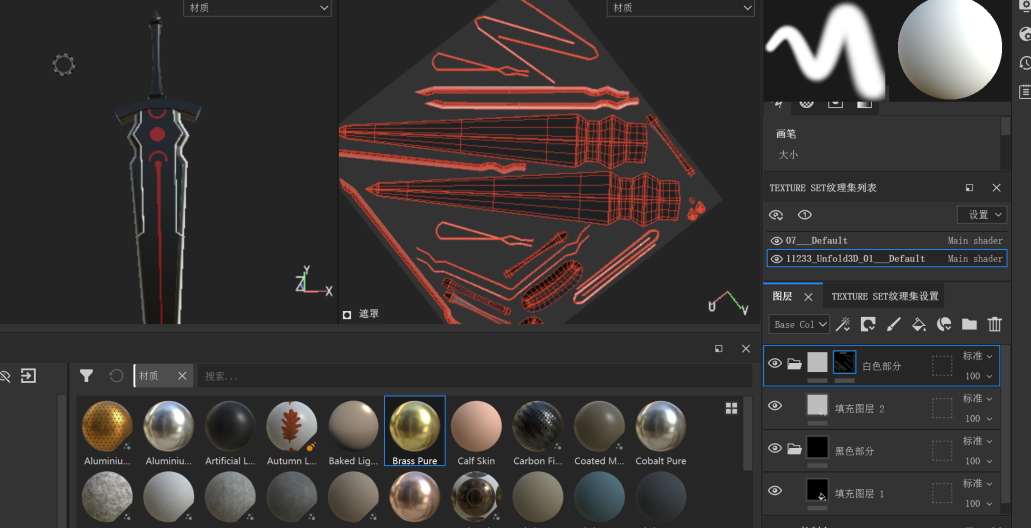 材质
材质
画笔
大小
TEXTURE SET纹理集列表
设置
07___Default
Main shader
11233_Unfold3D_01___Default
Main shader
图层
TEXTURE SET纹理集设置
Base Col
标准
白色部分
100
标准
填充图层 2
100
标准
黑色部分
100
标准
填充图层 1
100
Y
Z
X
遮罩
U
V
材质
搜索...
Aluminiu...
Aluminiu...
Artificial L...
Autumn L...
Baked Lig...
Brass Pure
Calf Skin
Carbon Fi...
Coated M...
Cobalt Pure